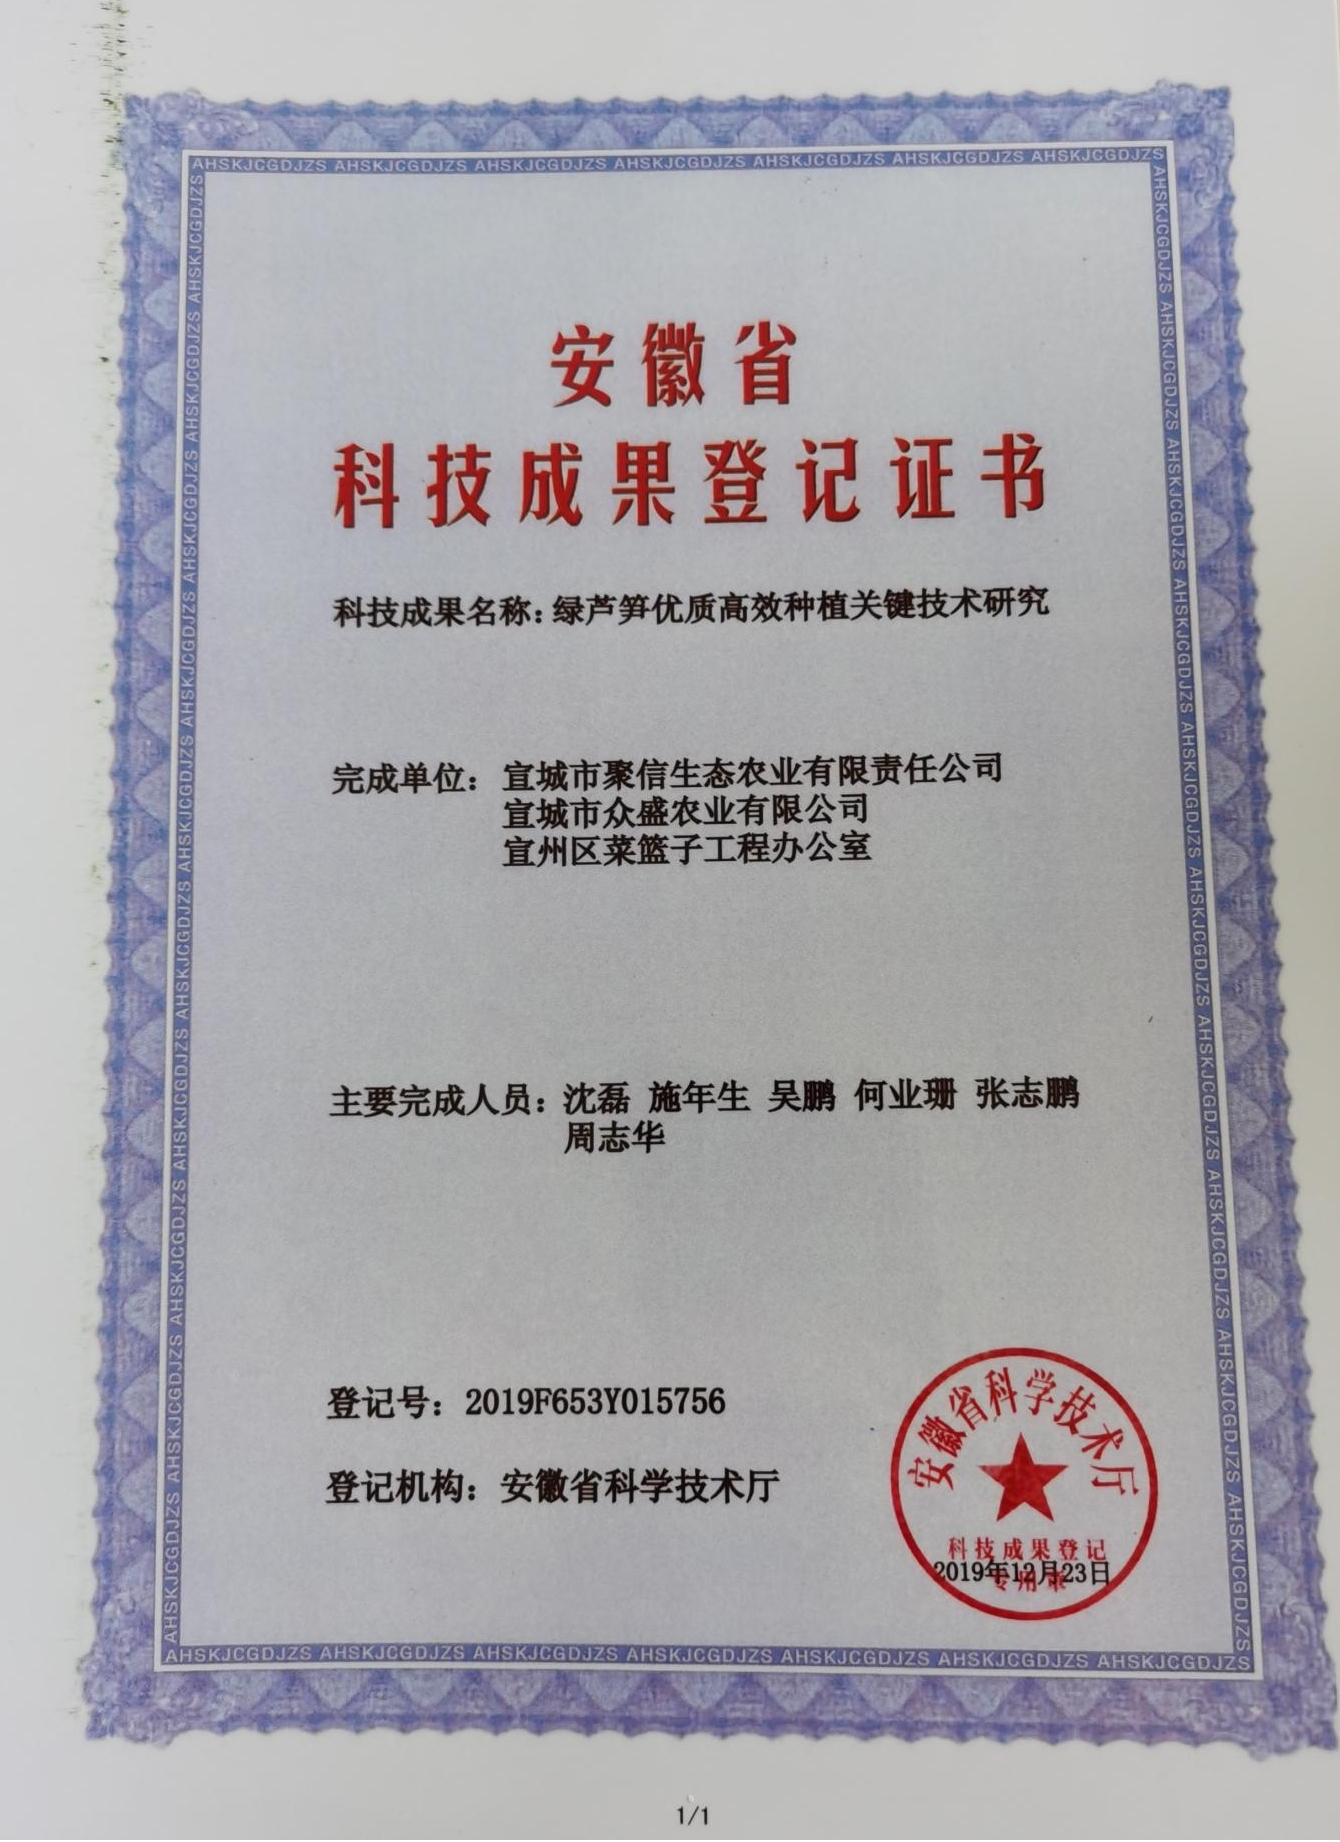 AHSKJCGDJZS AHSKJCGDJZS AHSKJCGDJZS AHSKJCGDJZS AHSKJCGDJZS AHSKJCGDJZS AHSKJCGDJZS
安徽省
科技成果登记证书
科技成果名称：绿芦笋优质高效种植关键技术研究
完成单位：宣城市聚信生态农业有限责任公司
宣城市众盛农业有限公司
宣州区菜篮子工程办公室
主要完成人员：沈磊 施年生 吴鹏 何业珊 张志鹏
周志华
登记号：2019F653Y015756
登记机构：安徽省科学技术厅
安徽省科学技术厅
科技成果登记
专用章
2019年12月23日
AHSKJCGDJZS AHSKJCGDJZS AHSKJCGDJZS AHSKJCGDJZS AHSKJCGDJZS AHSKJCGDJZS AHSKJCGDJZS
1/1